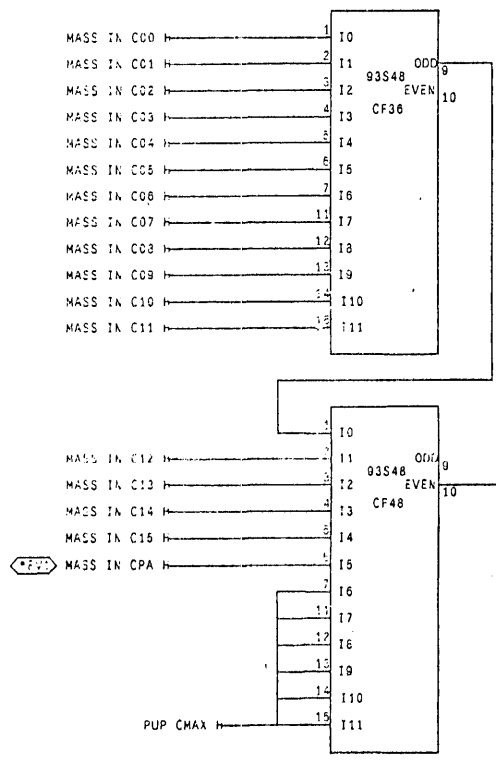 MASS IN C00 1 I0
MASS IN C01 2 I1 ODD 9
MASS IN C02 3 I2 93S48 EVEN 10
MASS IN C03 4 I3 CF36
MASS IN C04 5 I4
MASS IN C05 6 I5
MASS IN C06 7 I6
MASS IN C07 11 I7
MASS IN C08 12 I8
MASS IN C09 13 I9
MASS IN C10 14 I10
MASS IN C11 15 I11
1 I0
MASS IN C12 2 I1 ODD 9
MASS IN C13 3 I2 93S48 EVEN 10
MASS IN C14 4 I3 CF48
MASS IN C15 5 I4
MASS IN CPA 6 I5
7 I6
11 I7
12 I8
13 I9
14 I10
PUP CMAX 15 I11